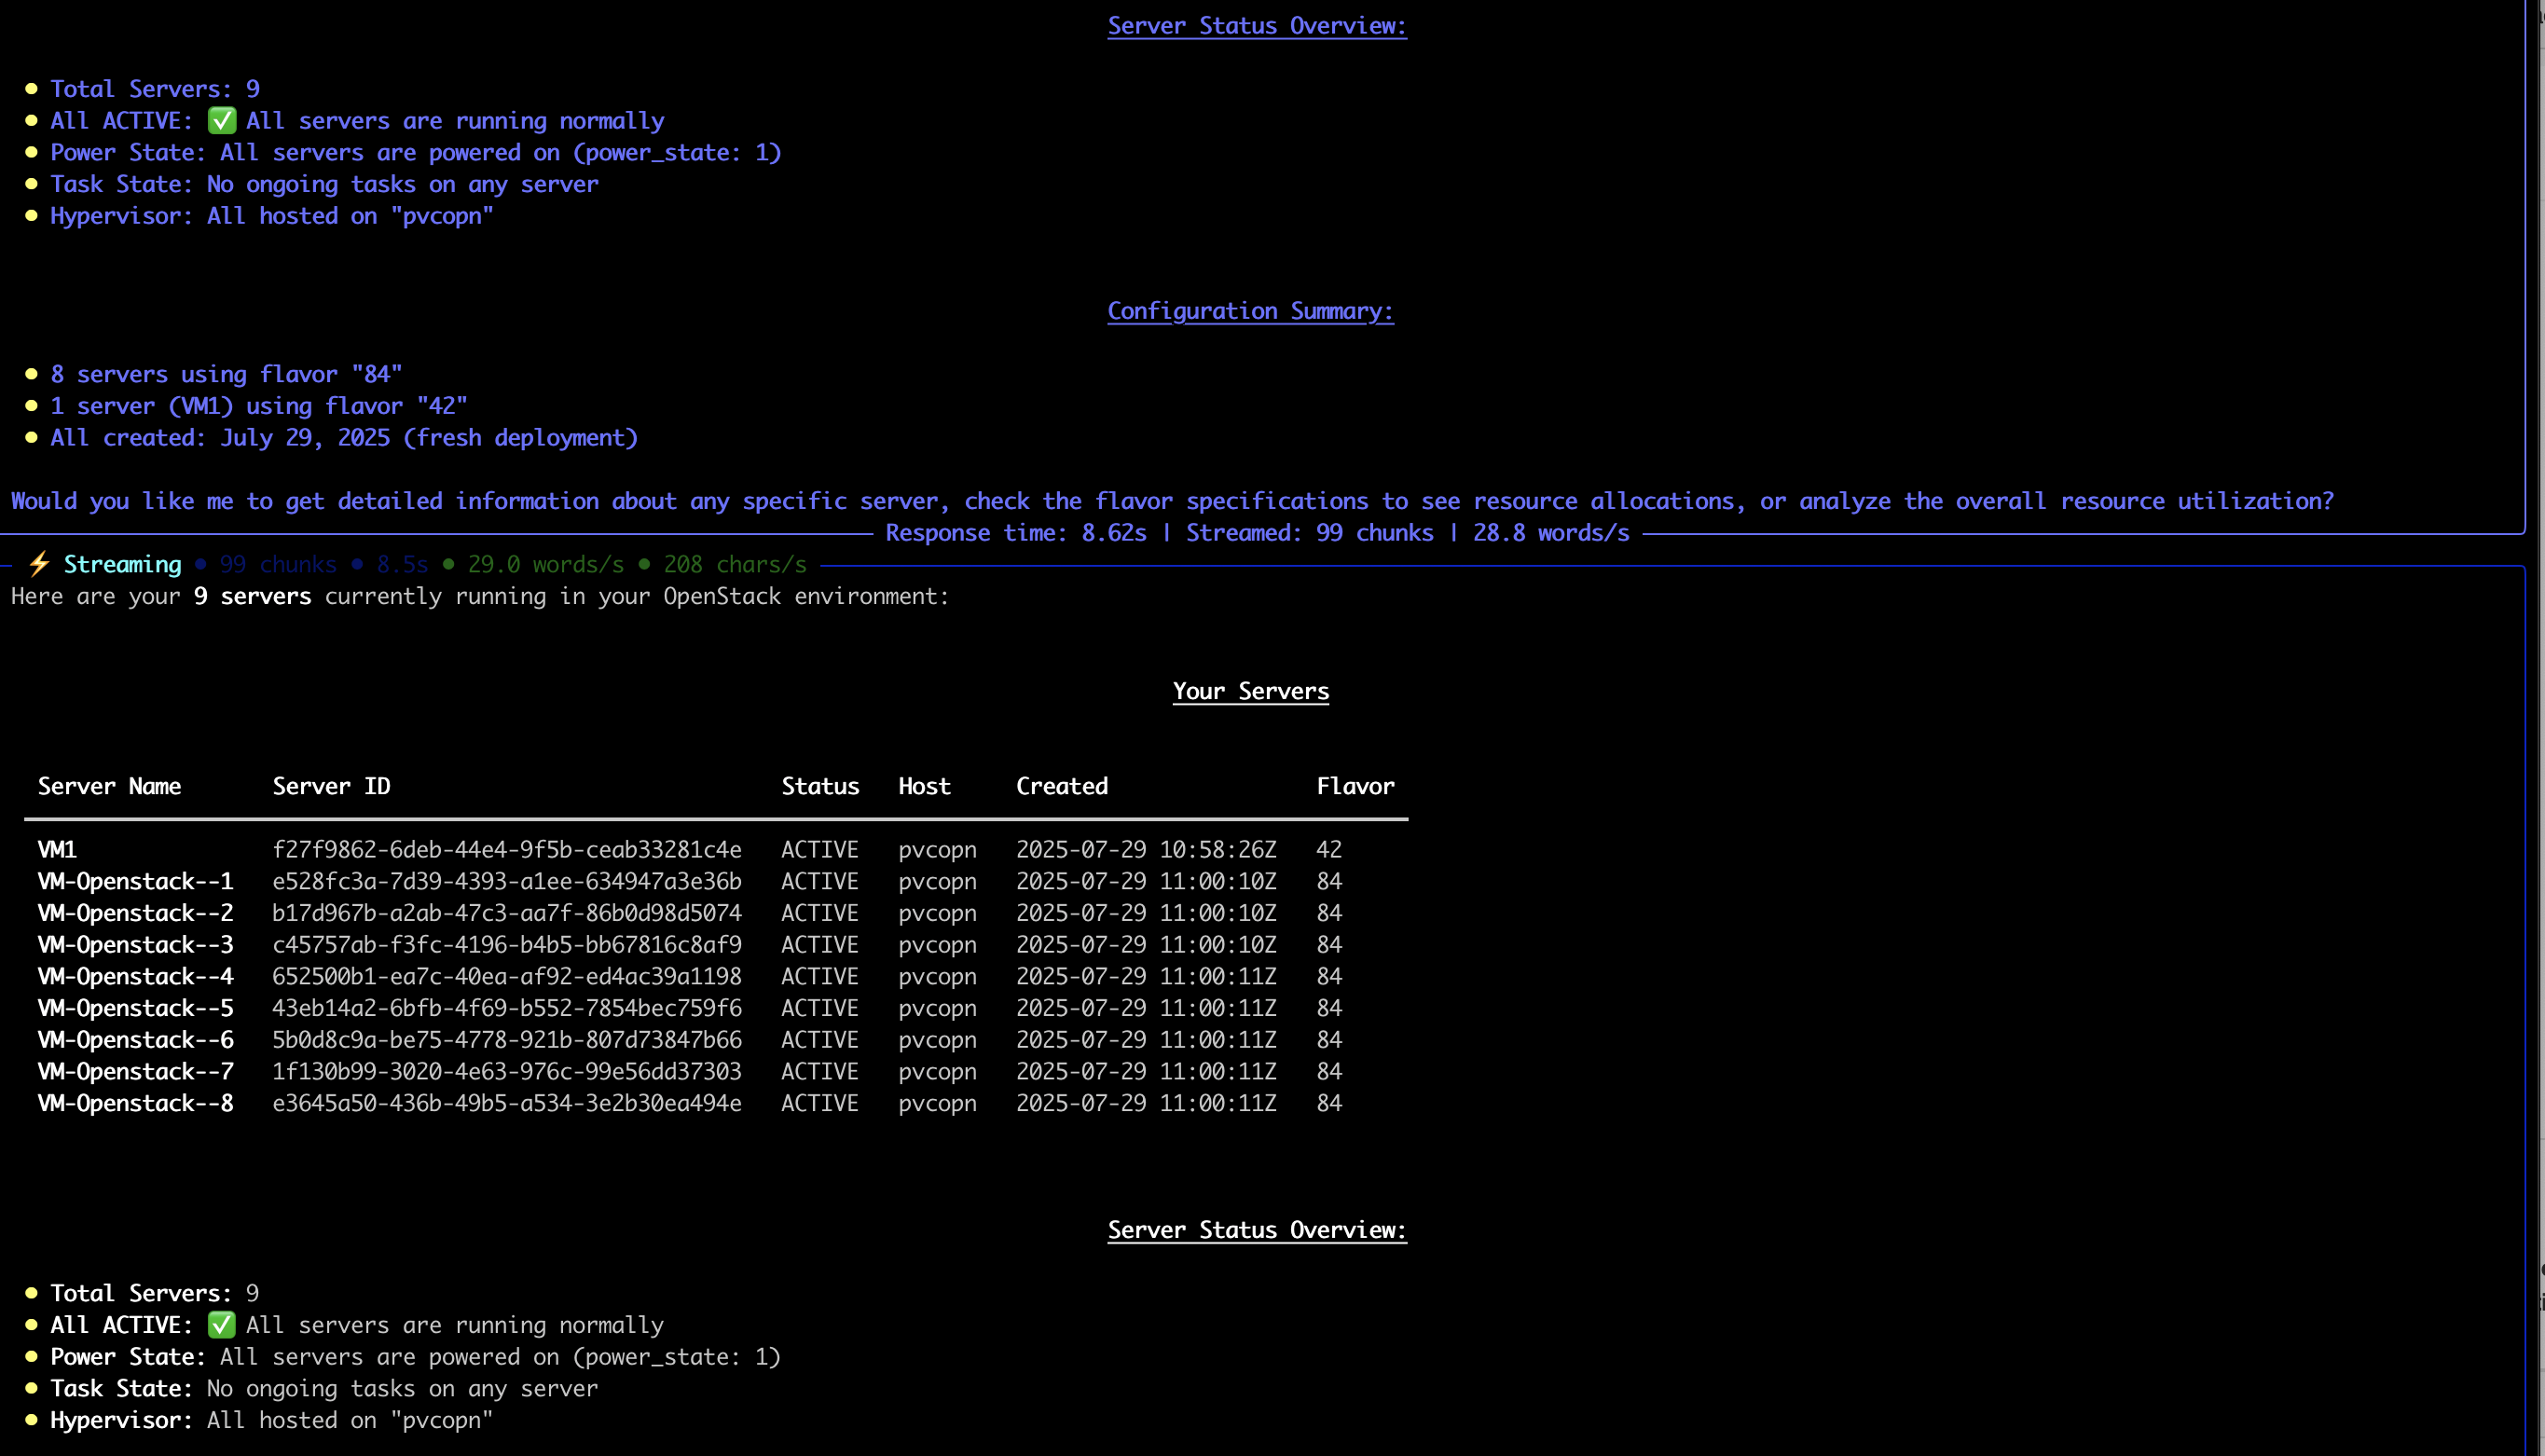 Server Status Overview:
● Total Servers: 9
● All ACTIVE: ✅ All servers are running normally
● Power State: All servers are powered on (power_state: 1)
● Task State: No ongoing tasks on any server
● Hypervisor: All hosted on "pvcopn"
Configuration Summary:
● 8 servers using flavor "84"
● 1 server (VM1) using flavor "42"
● All created: July 29, 2025 (fresh deployment)
Would you like me to get detailed information about any specific server, check the flavor specifications to see resource allocations, or analyze the overall resource utilization?
Response time: 8.62s | Streamed: 99 chunks | 28.8 words/s
⚡ Streaming ● 99 chunks ● 8.5s ● 29.0 words/s ● 208 chars/s
Here are your 9 servers currently running in your OpenStack environment:
Your Servers
Server Name Server ID Status Host Created Flavor
VM1 f27f9862-6deb-44e4-9f5b-ceab33281c4e ACTIVE pvcopn 2025-07-29 10:58:26Z 42
VM-Openstack--1 e528fc3a-7d39-4393-a1ee-634947a3e36b ACTIVE pvcopn 2025-07-29 11:00:10Z 84
VM-Openstack--2 b17d967b-a2ab-47c3-aa7f-86b0d98d5074 ACTIVE pvcopn 2025-07-29 11:00:10Z 84
VM-Openstack--3 c45757ab-f3fc-4196-b4b5-bb67816c8af9 ACTIVE pvcopn 2025-07-29 11:00:10Z 84
VM-Openstack--4 652500b1-ea7c-40ea-af92-ed4ac39a1198 ACTIVE pvcopn 2025-07-29 11:00:11Z 84
VM-Openstack--5 43eb14a2-6bfb-4f69-b552-7854bec759f6 ACTIVE pvcopn 2025-07-29 11:00:11Z 84
VM-Openstack--6 5b0d8c9a-be75-4778-921b-807d73847b66 ACTIVE pvcopn 2025-07-29 11:00:11Z 84
VM-Openstack--7 1f130b99-3020-4e63-976c-99e56dd37303 ACTIVE pvcopn 2025-07-29 11:00:11Z 84
VM-Openstack--8 e3645a50-436b-49b5-a534-3e2b30ea494e ACTIVE pvcopn 2025-07-29 11:00:11Z 84
Server Status Overview:
● Total Servers: 9
● All ACTIVE: ✅ All servers are running normally
● Power State: All servers are powered on (power_state: 1)
● Task State: No ongoing tasks on any server
● Hypervisor: All hosted on "pvcopn"